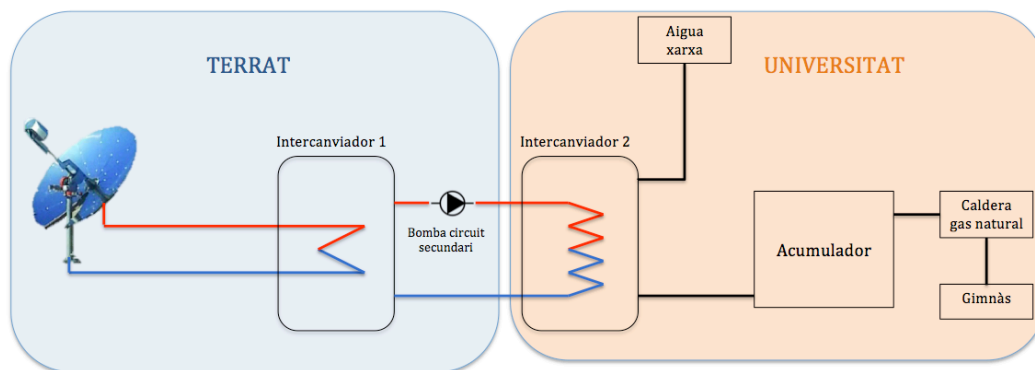 TERRAT
Intercanviador 1
Bomba circuit
secundari
UNIVERSITAT
Aigua
xarxa
Intercanviador 2
Acumulador
Caldera
gas natural
Gimnàs